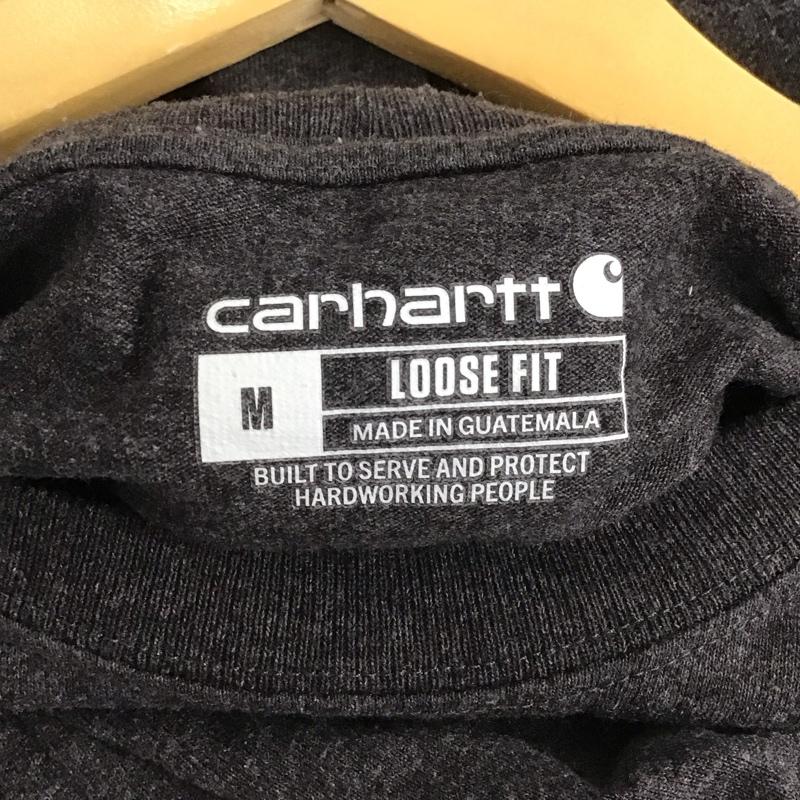 carhartt
M
LOOSE FIT
MADE IN GUATEMALA
BUILT TO SERVE AND PROTECT
HARDWORKING PEOPLE